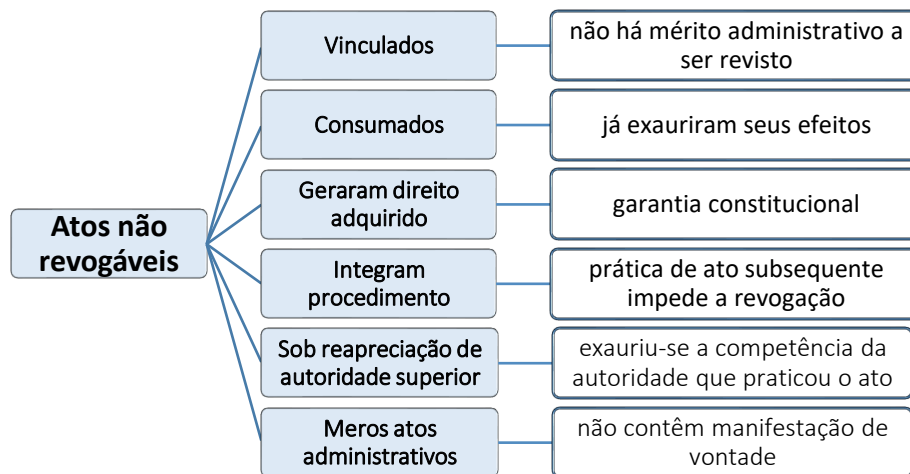 Atos não
revogáveis
Vinculados
não há mérito administrativo a
ser revisto
Consumados
já exauriram seus efeitos
Geraram direito
adquirido
garantia constitucional
Integram
procedimento
prática de ato subsequente
impede a revogação
Sob reapreciação de
autoridade superior
exauriu-se a competência da
autoridade que praticou o ato
Meros atos
administrativos
não contêm manifestação de
vontade